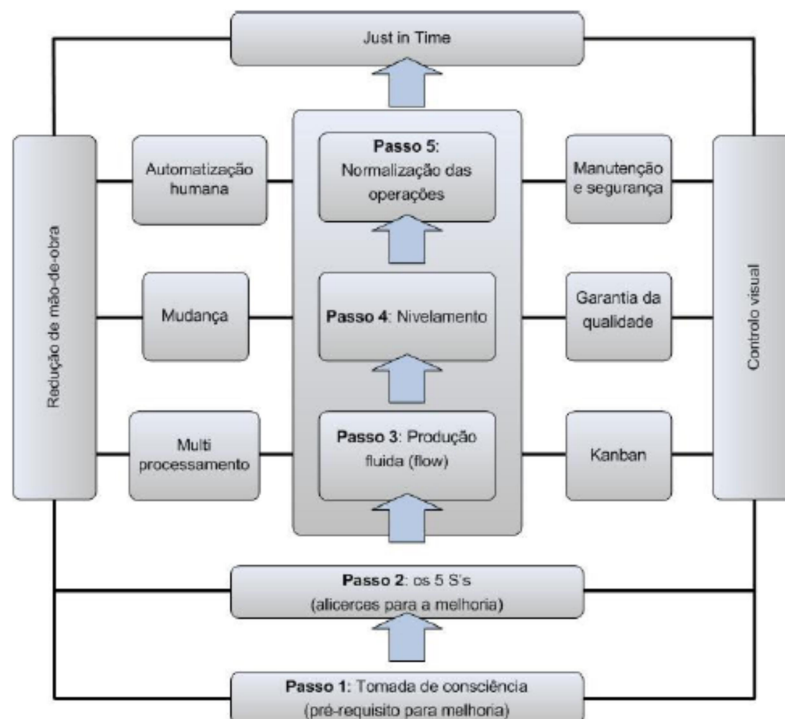 Just in Time
Redução de mão-de-obra
Automatização
humana
Passo 5:
Normalização das
operações
Manutenção
e segurança
Controlo visual
Mudança
Passo 4: Nivelamento
Garantia da
qualidade
Multi
processamento
Passo 3: Produção
fluida (flow)
Kanban
Passo 2: os 5 S's
(alicerces para a melhoria)
Passo 1: Tomada de consciência
(pré-requisito para melhoria)